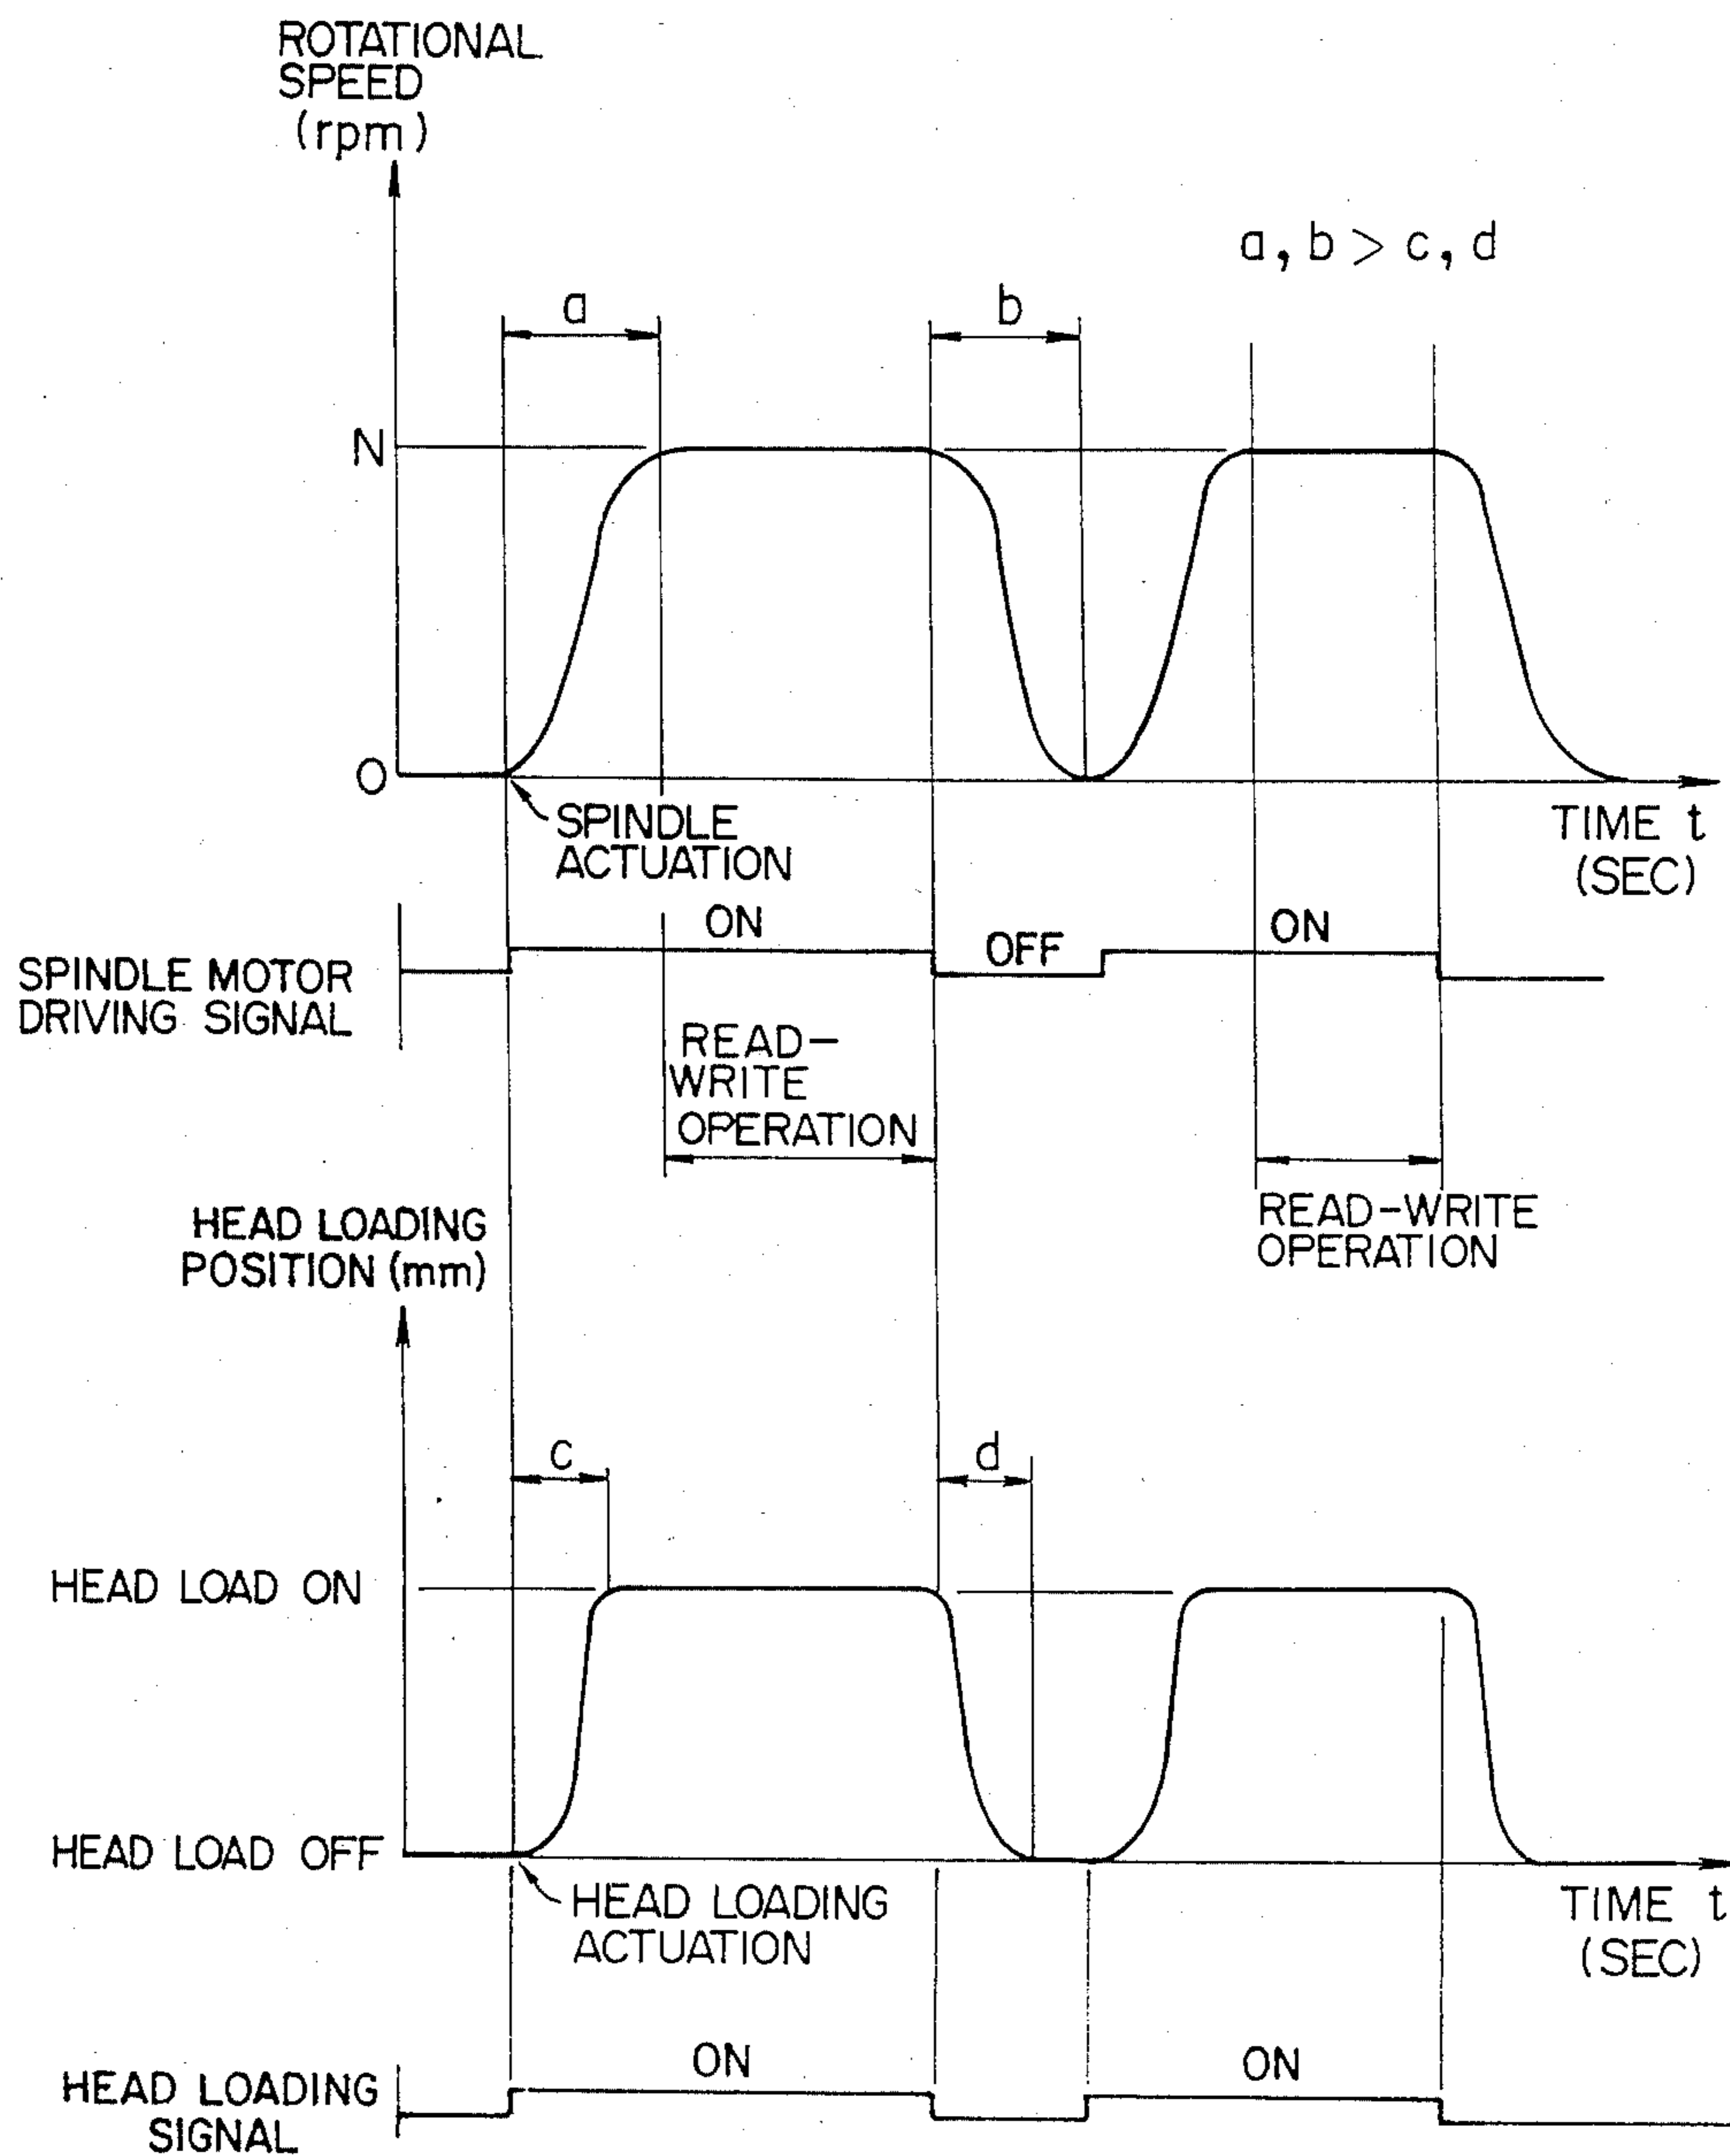 ROTATIONAL
SPEED
(rpm)
a, b > c, d
a
b
N
O
SPINDLE
ACTUATION
TIME t
(SEC)
ON
OFF
ON
SPINDLE MOTOR
DRIVING SIGNAL
READ-
WRITE
OPERATION
READ-WRITE
OPERATION
HEAD LOADING
POSITION (mm)
c
d
HEAD LOAD ON
HEAD LOAD OFF
HEAD LOADING
ACTUATION
TIME t
(SEC)
ON
ON
HEAD LOADING
SIGNAL